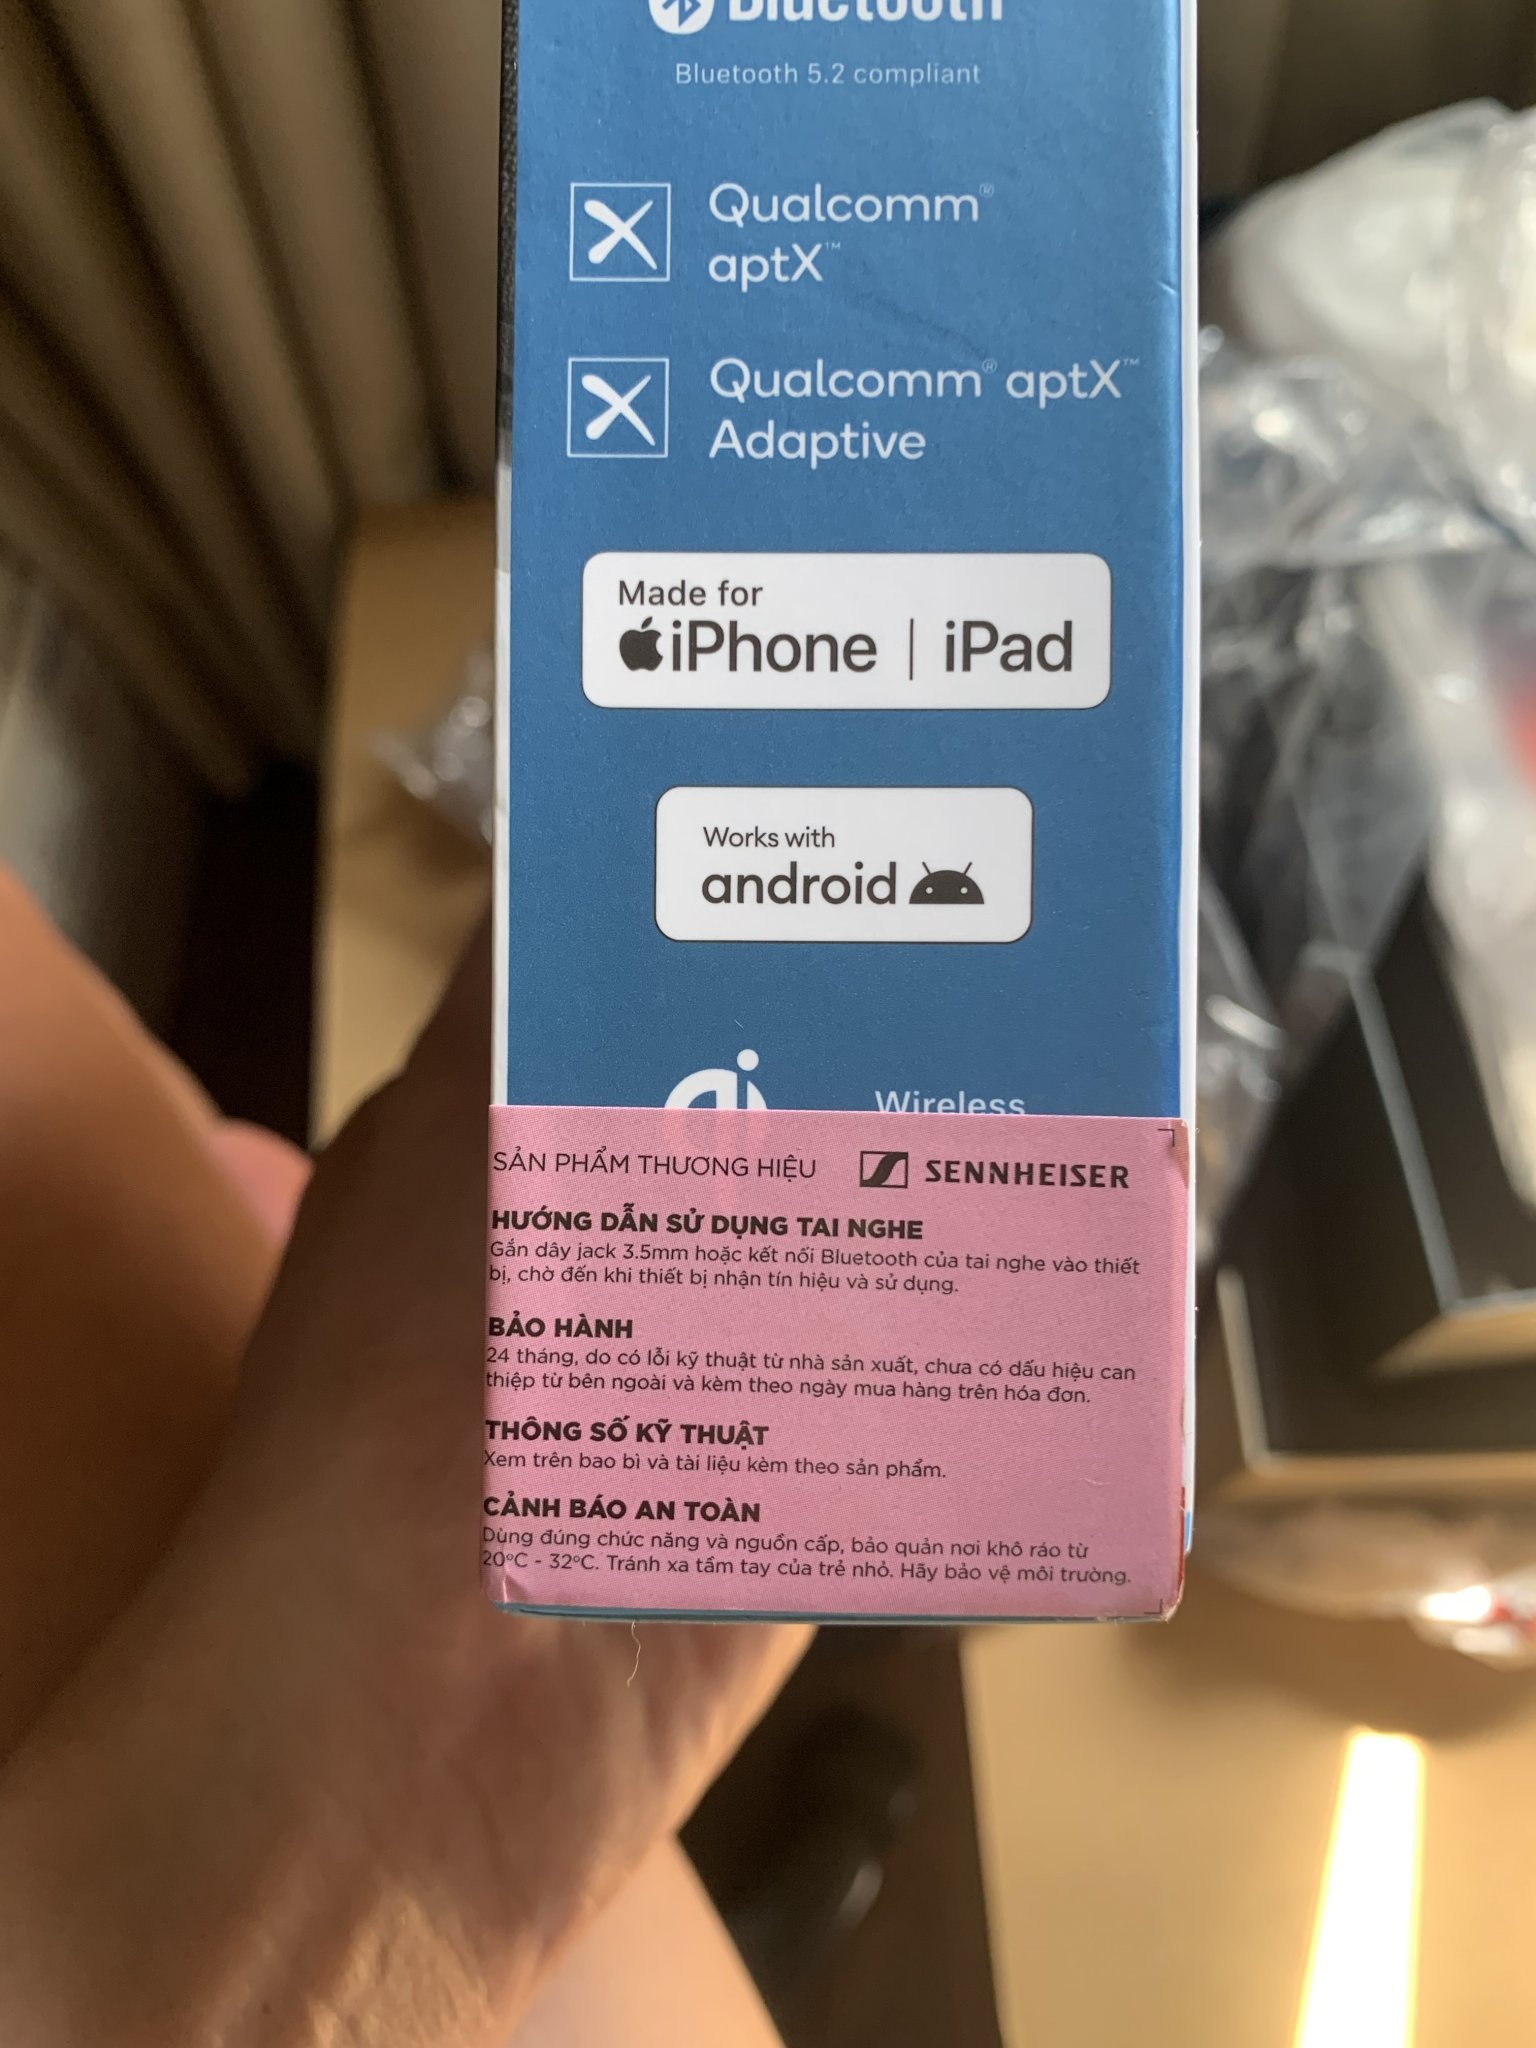 Bluetooth
Bluetooth 5.2 compliant
Qualcomm®
aptX™
Qualcomm® aptX™
Adaptive
Made for
iPhone | iPad
Works with
android
Qi Wireless
SẢN PHẨM THƯƠNG HIỆU SENNHEISER
HƯỚNG DẪN SỬ DỤNG TAI NGHE
Gắn dây jack 3.5mm hoặc kết nối Bluetooth của tai nghe vào thiết
bị, chờ đến khi thiết bị nhận tín hiệu và sử dụng.
BẢO HÀNH
24 tháng, do có lỗi kỹ thuật từ nhà sản xuất, chưa có dấu hiệu can
thiệp từ bên ngoài và kèm theo ngày mua hàng trên hóa đơn.
THÔNG SỐ KỸ THUẬT
Xem trên bao bì và tài liệu kèm theo sản phẩm.
CẢNH BÁO AN TOÀN
Dùng đúng chức năng và nguồn cấp, bảo quản nơi khô ráo từ
20°C - 32°C. Tránh xa tầm tay của trẻ nhỏ. Hãy bảo vệ môi trường.